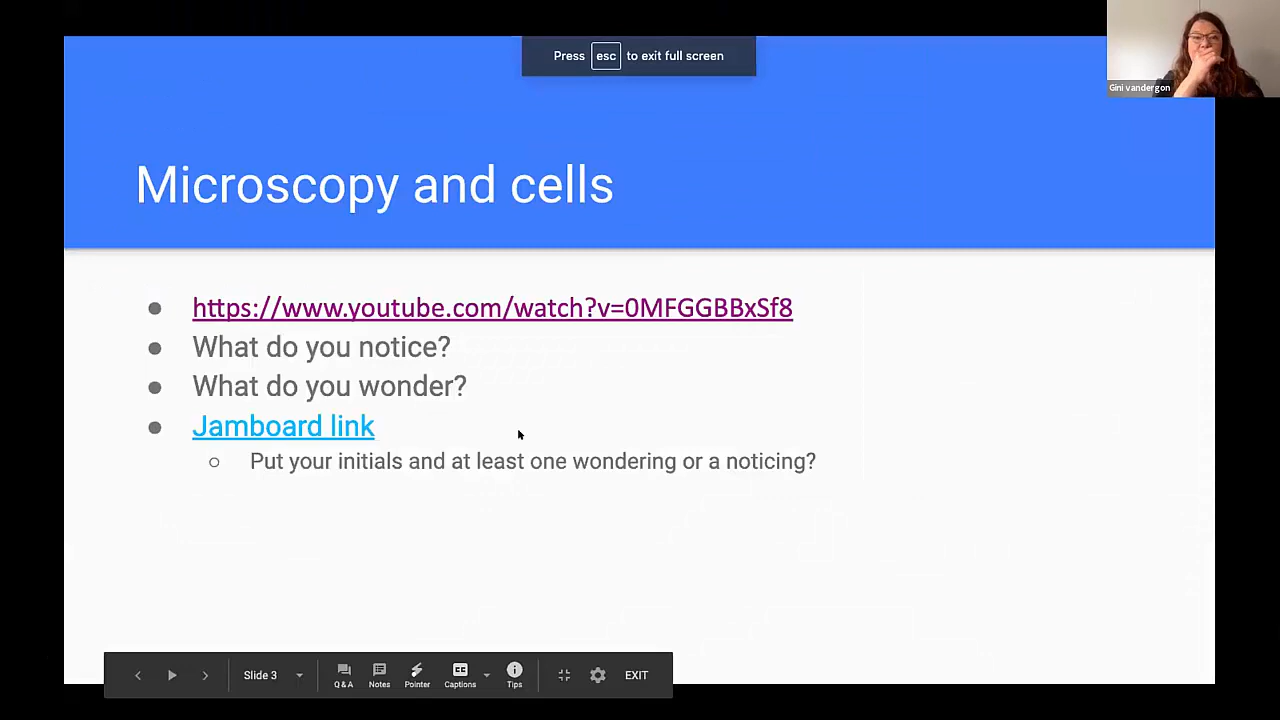 Press esc to exit full screen
Gini vandergon
Microscopy and cells
https://www.youtube.com/watch?v=0MFGGBBxSf8
What do you notice?
What do you wonder?
Jamboard link
Put your initials and at least one wondering or a noticing?
Slide 3
Q&A
Notes
Pointer
CC
Captions
Tips
EXIT